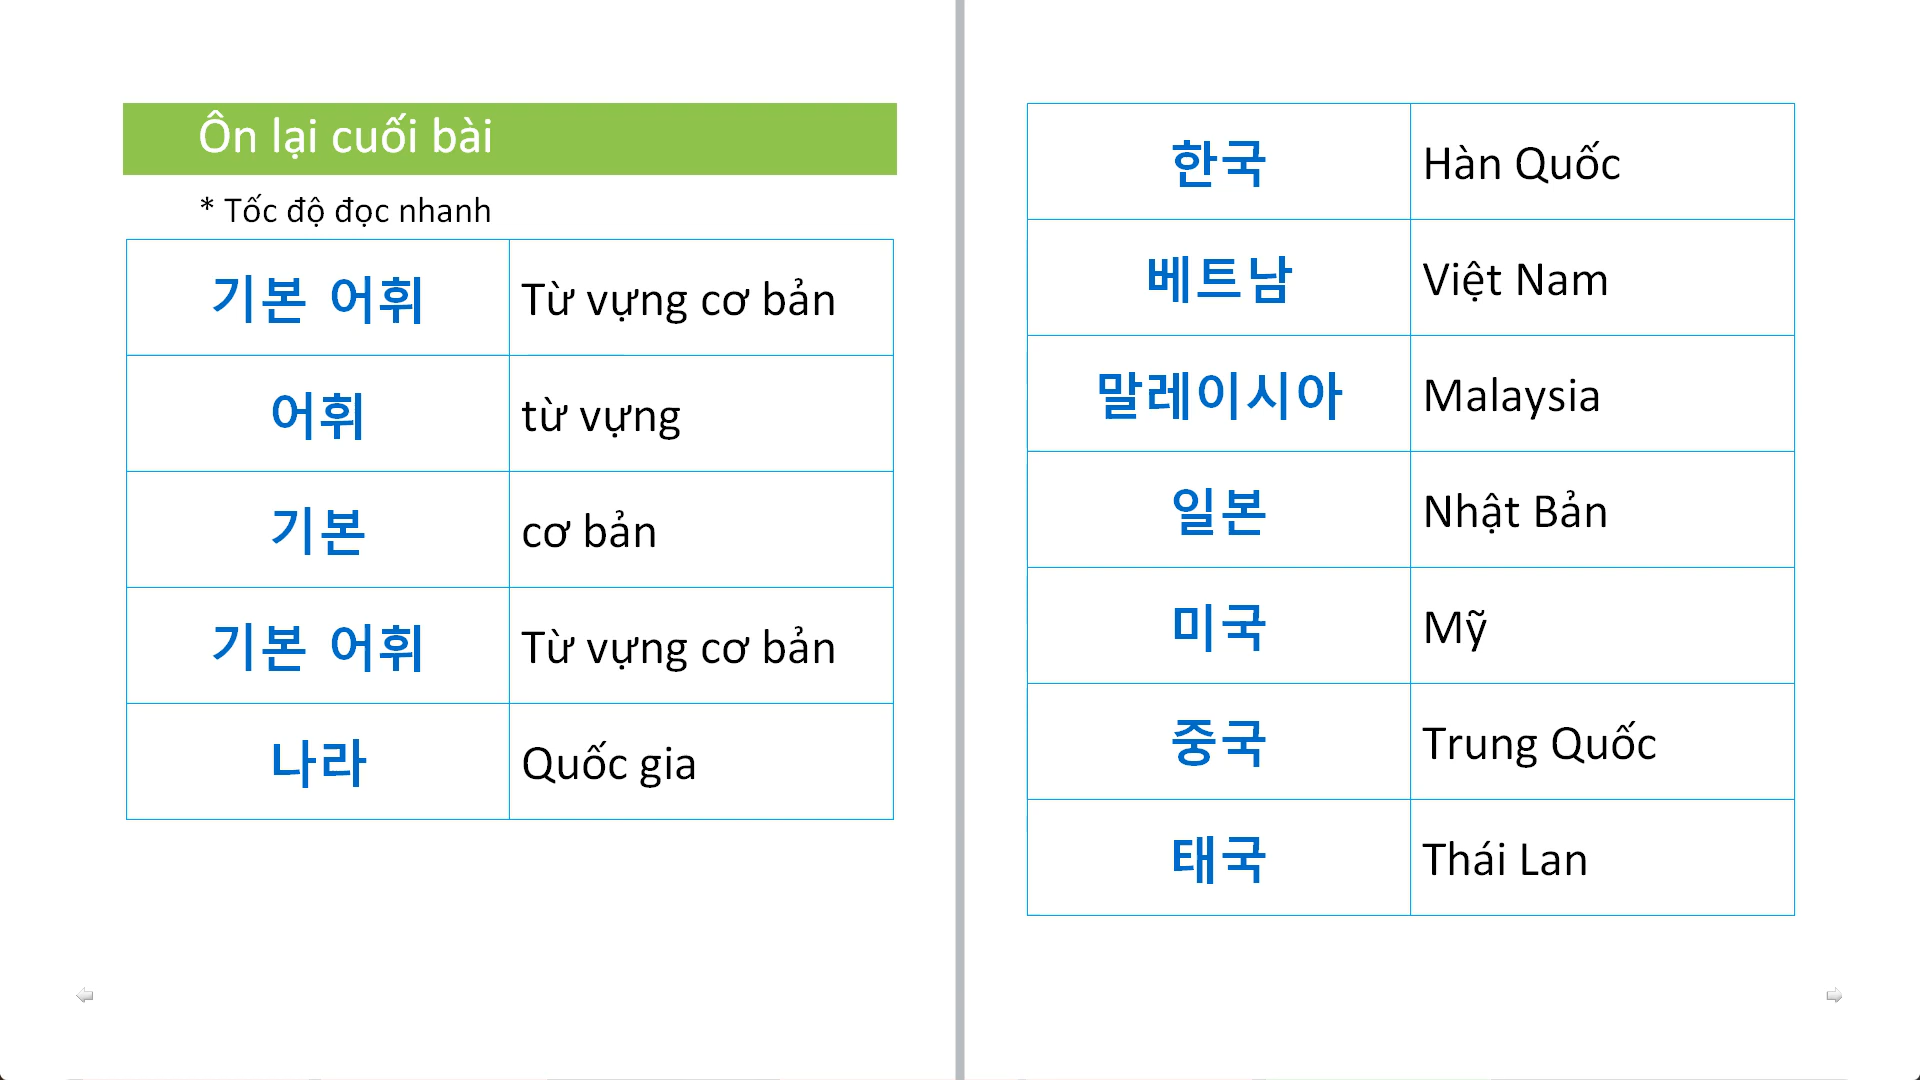 Ôn lại cuối bài
* Tốc độ đọc nhanh
기본 어휘 Từ vựng cơ bản
어휘 từ vựng
기본 cơ bản
기본 어휘 Từ vựng cơ bản
나라 Quốc gia
한국 Hàn Quốc
베트남 Việt Nam
말레이시아 Malaysia
일본 Nhật Bản
미국 Mỹ
중국 Trung Quốc
태국 Thái Lan